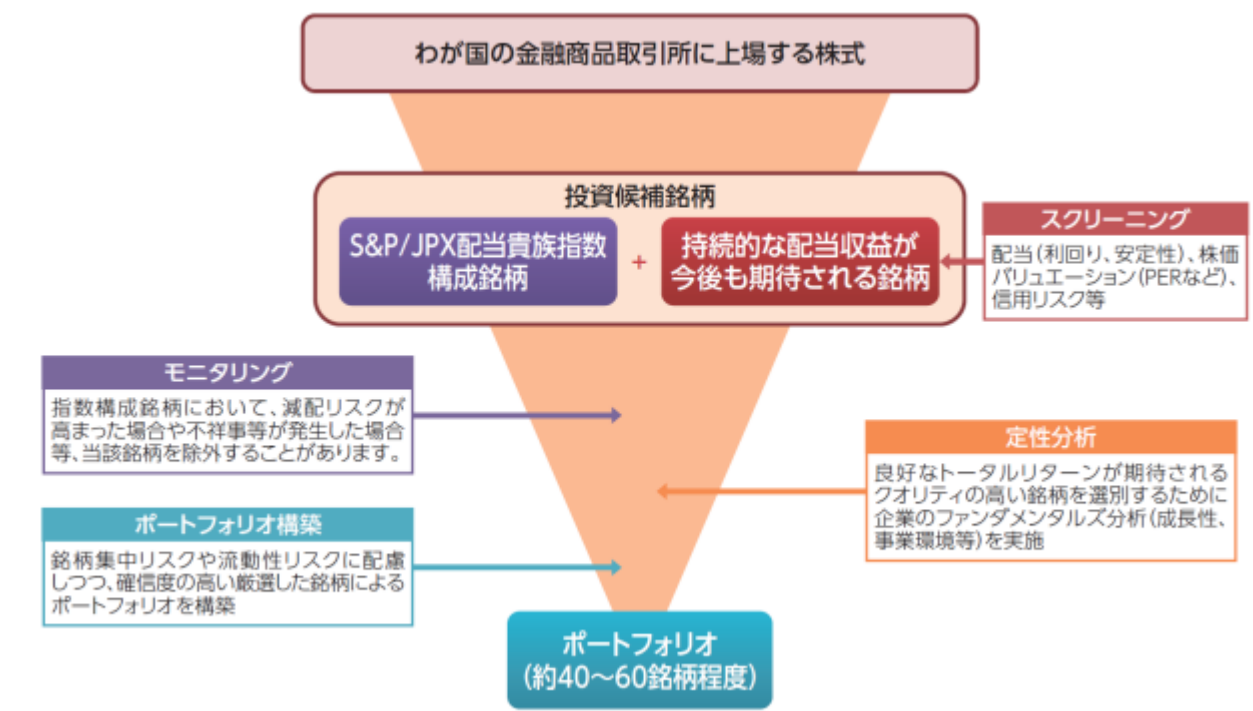 わが国の金融商品取引所に上場する株式
投資候補銘柄
S&P/JPX配当貴族指数
構成銘柄
+
持続的な配当収益が
今後も期待される銘柄
スクリーニング
配当(利回り、安定性)、株価
バリュエーション(PERなど)、
信用リスク等
モニタリング
指数構成銘柄において、減配リスクが
高まった場合や不祥事等が発生した場合
等、当該銘柄を除外することがあります。
定性分析
良好なトータルリターンが期待される
クオリティの高い銘柄を選別するために
企業のファンダメンタルズ分析(成長性、
事業環境等)を実施
ポートフォリオ構築
銘柄集中リスクや流動性リスクに配慮
しつつ、確信度の高い厳選した銘柄による
ポートフォリオを構築
ポートフォリオ
(約40~60銘柄程度)